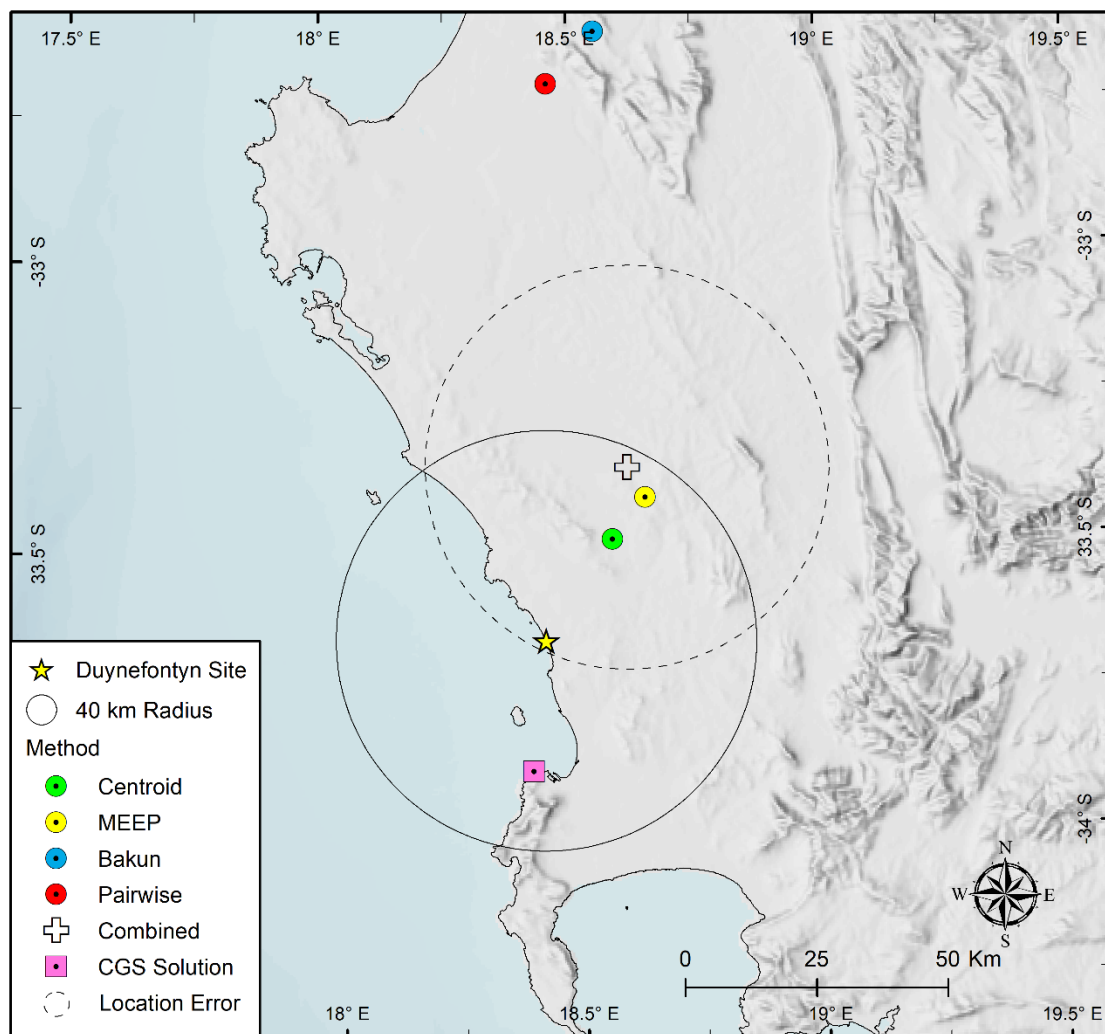 17.5° E 18° E 18.5° E 19° E 19.5° E
-33° S -33° S
33.5° S 33.5° S
-34° S
Duynefontyn Site
40 km Radius
Method
Centroid
MEEP
Bakun
Pairwise
Combined
CGS Solution
Location Error
N
W E
S
0 25 50 Km
18° E 18.5° E 19° E 19.5° E